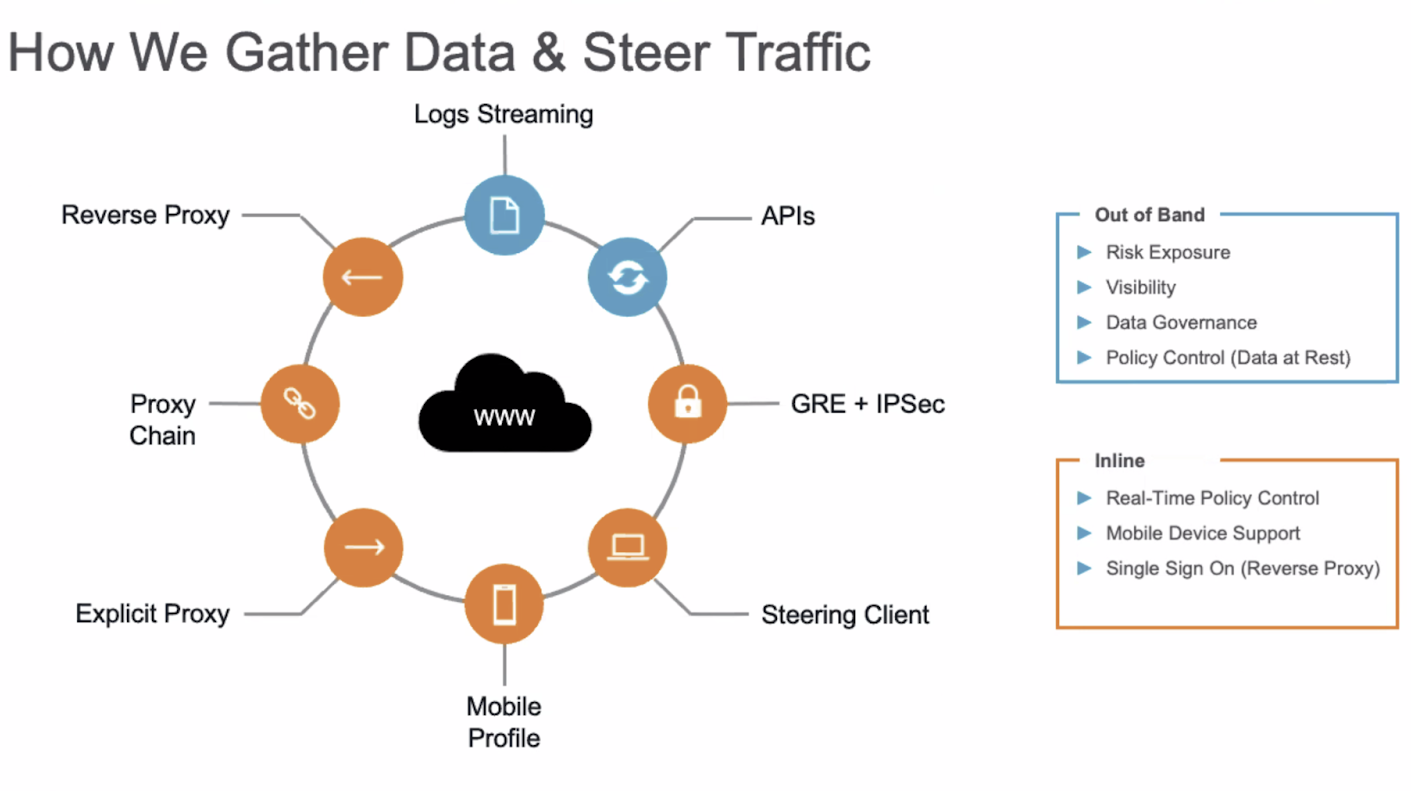 How We Gather Data & Steer Traffic
Logs Streaming
Reverse Proxy
APIs
Proxy
Chain
www
GRE + IPSec
Explicit Proxy
Steering Client
Mobile
Profile
Out of Band
Risk Exposure
Visibility
Data Governance
Policy Control (Data at Rest)
Inline
Real-Time Policy Control
Mobile Device Support
Single Sign On (Reverse Proxy)